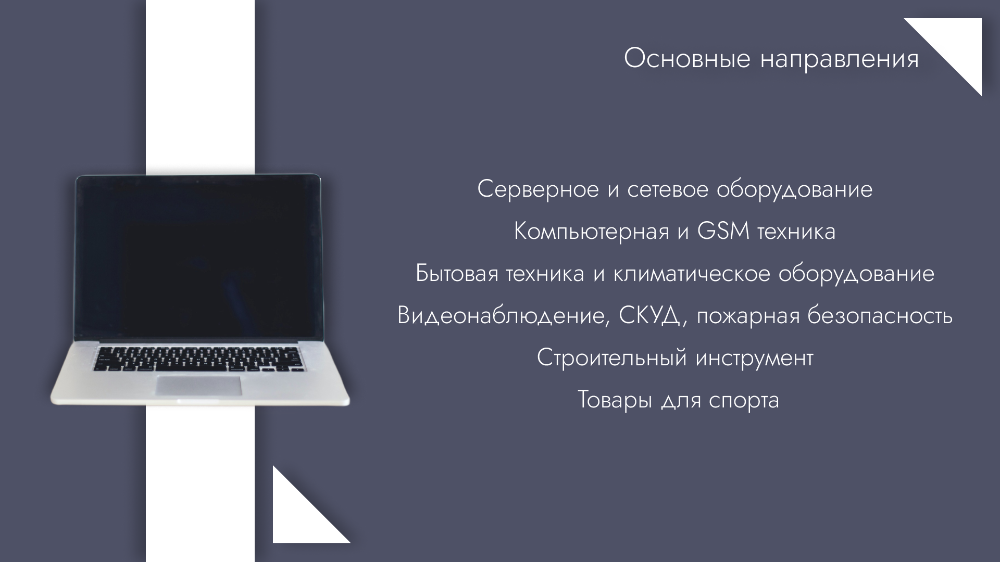 Основные направления
Серверное и сетевое оборудование
Компьютерная и GSM техника
Бытовая техника и климатическое оборудование
Видеонаблюдение, СКУД, пожарная безопасность
Строительный инструмент
Товары для спорта